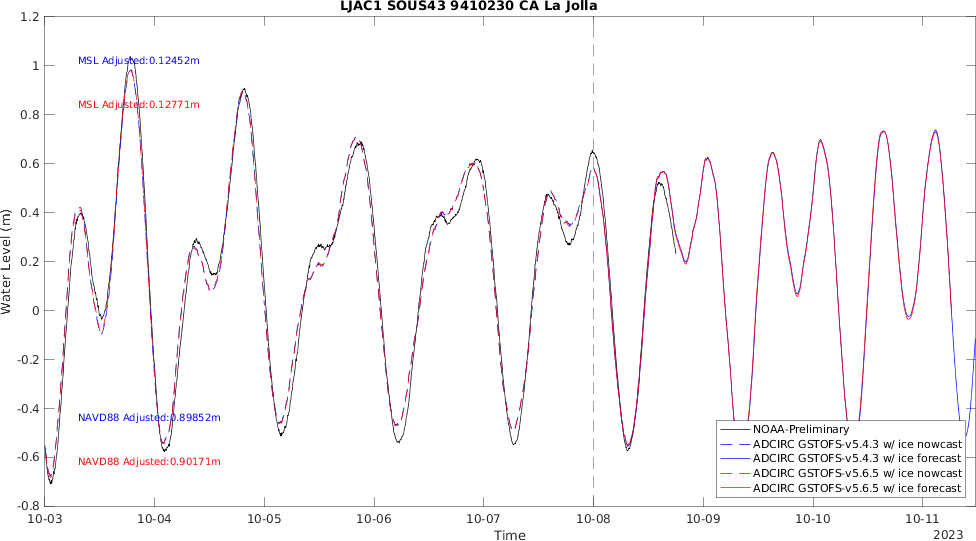 LJAC1 SOUS43 9410230 CA La Jolla
1.2
1
0.8
0.6
0.4
0.2
0
-0.2
-0.4
-0.6
-0.8
Water Level (m)
MSL Adjusted:0.12452m
MSL Adjusted:0.12771m
NAVD88 Adjusted:0.89852m
NAVD88 Adjusted:0.90171m
NOAA-Preliminary
ADCIRC GSTOFS-v5.4.3 w/ ice nowcast
ADCIRC GSTOFS-v5.4.3 w/ ice forecast
ADCIRC GSTOFS-v5.6.5 w/ ice nowcast
ADCIRC GSTOFS-v5.6.5 w/ ice forecast
10-03 10-04 10-05 10-06 10-07 10-08 10-09 10-10 10-11
Time
2023